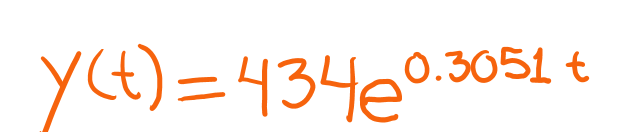 y(t) = 434e^{0.3051 t}